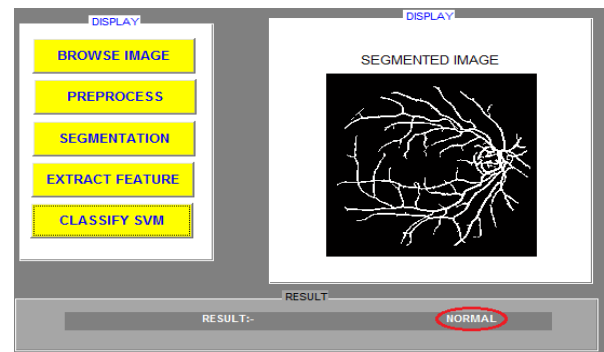 DISPLAY
BROWSE IMAGE
PREPROCESS
SEGMENTATION
EXTRACT FEATURE
CLASSIFY SVM
DISPLAY
SEGMENTED IMAGE
RESULT
RESULT:- NORMAL